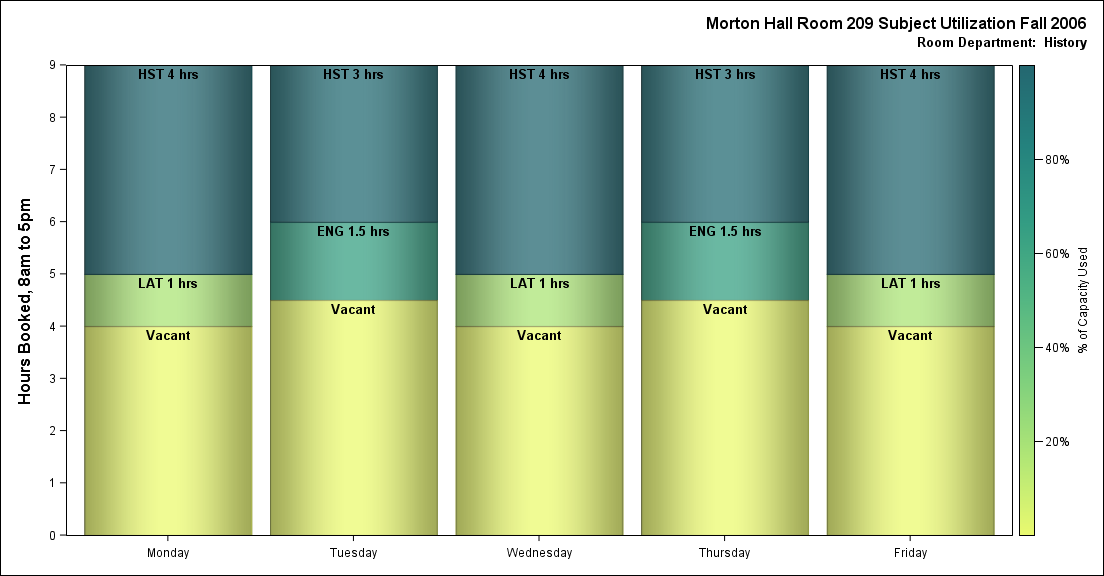 Morton Hall Room 209 Subject Utilization Fall 2006
Room Department:  History
Hours Booked, 8am to 5pm
9
8
7
6
5
4
3
2
1
0
HST 4 hrs
LAT 1 hrs
Vacant
HST 3 hrs
ENG 1.5 hrs
Vacant
HST 4 hrs
LAT 1 hrs
Vacant
HST 3 hrs
ENG 1.5 hrs
Vacant
HST 4 hrs
LAT 1 hrs
Vacant
Monday
Tuesday
Wednesday
Thursday
Friday
80%
60%
40%
20%
% of Capacity Used